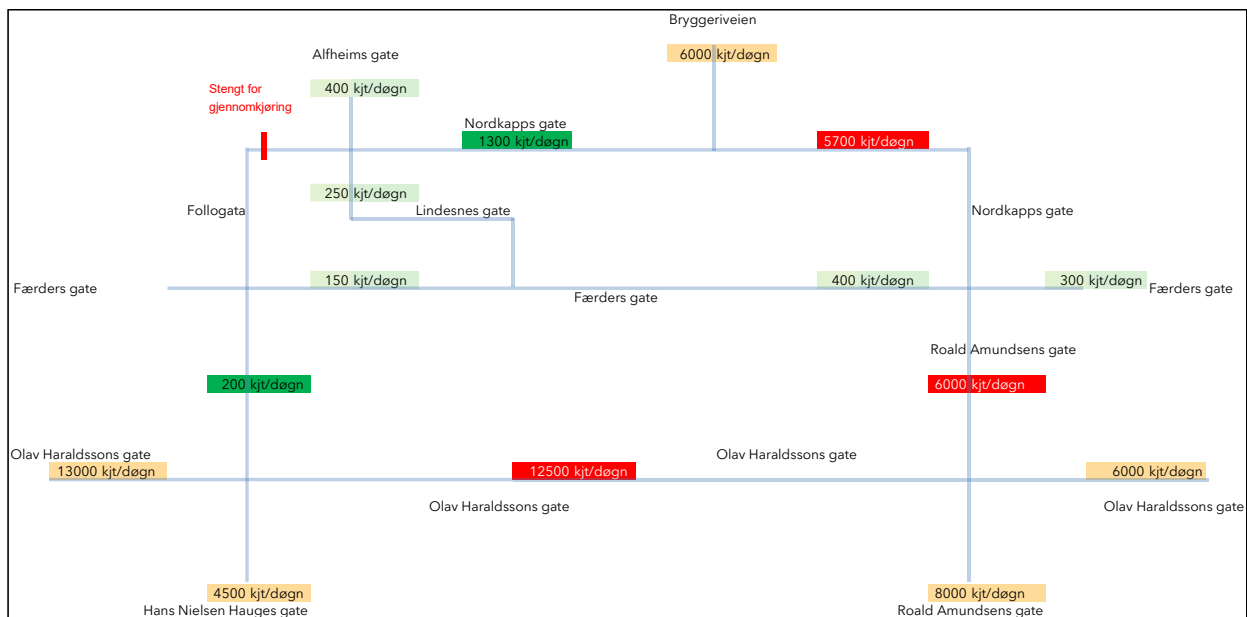 Bryggeriveien
6000 kjt/døgn
Alfheims gate
400 kjt/døgn
Stengt for
gjennomkjøring
Nordkapps gate
1300 kjt/døgn
5700 kjt/døgn
250 kjt/døgn
Follogata
Lindesnes gate
Nordkapps gate
Færders gate
150 kjt/døgn
Færders gate
400 kjt/døgn
300 kjt/døgn
Færders gate
Roald Amundsens gate
200 kjt/døgn
6000 kjt/døgn
Olav Haraldssons gate
13000 kjt/døgn
12500 kjt/døgn
Olav Haraldssons gate
6000 kjt/døgn
Olav Haraldssons gate
Olav Haraldssons gate
4500 kjt/døgn
Hans Nielsen Hauges gate
8000 kjt/døgn
Roald Amundsens gate